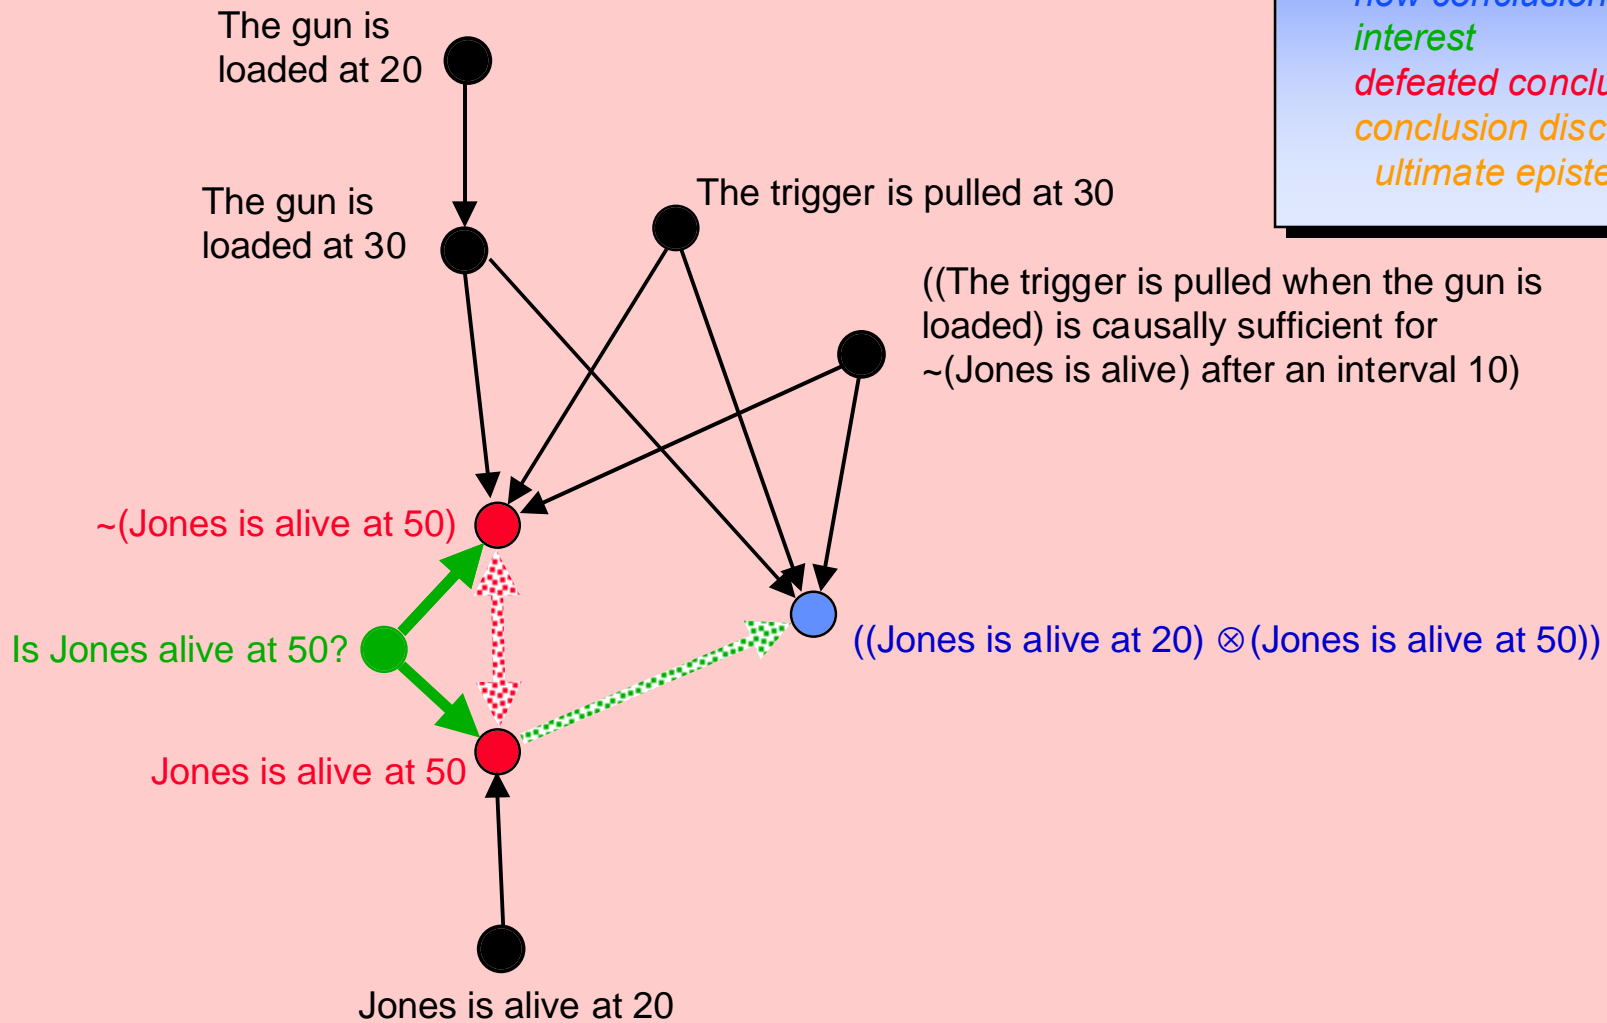 The gun is
loaded at 20
interest
defeated
conclusion
The gun is
loaded at 30
The trigger is pulled at 30
ultimate
((The trigger is pulled when the gun is
loaded) is causally sufficient for
~(Jones is alive) after an interval 10)
~(Jones is alive at 50)
Is Jones alive at 50?
((Jones is alive at 20) ⊗ (Jones is alive at 50))
Jones is alive at 50
Jones is alive at 20